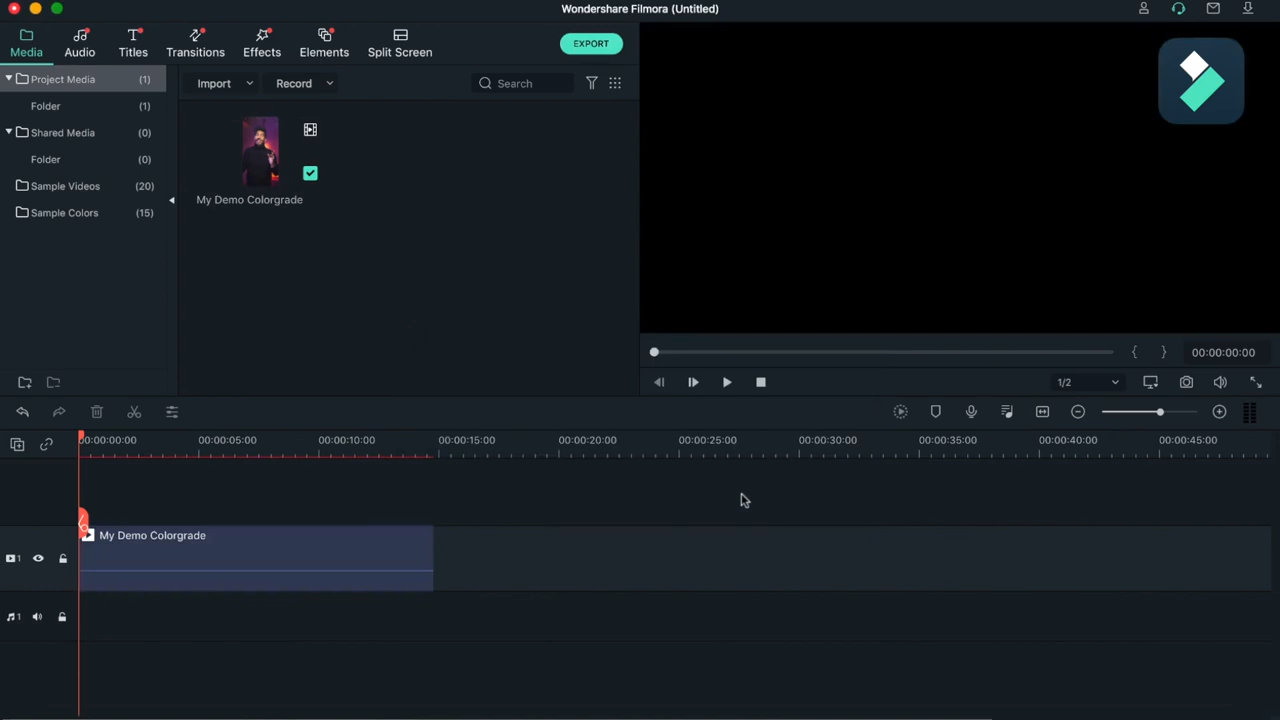 Wondershare Filmora (Untitled)
Media
Audio
Titles
Transitions
Effects
Elements
Split Screen
EXPORT
Project Media (1)
Folder (1)
Shared Media (0)
Folder (0)
Sample Videos (20)
Sample Colors (15)
Import
Record
Search
My Demo Colorgrade
00:00:00:00
1/2
00:00:00:00
00:00:05:00
00:00:10:00
00:00:15:00
00:00:20:00
00:00:25:00
00:00:30:00
00:00:35:00
00:00:40:00
00:00:45:00
My Demo Colorgrade
1
1